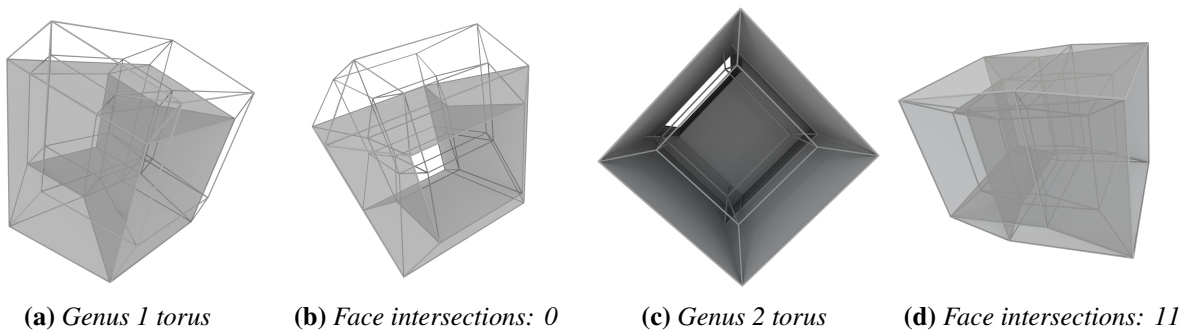 (a) Genus 1 torus (b) Face intersections: 0 (c) Genus 2 torus (d) Face intersections: 11